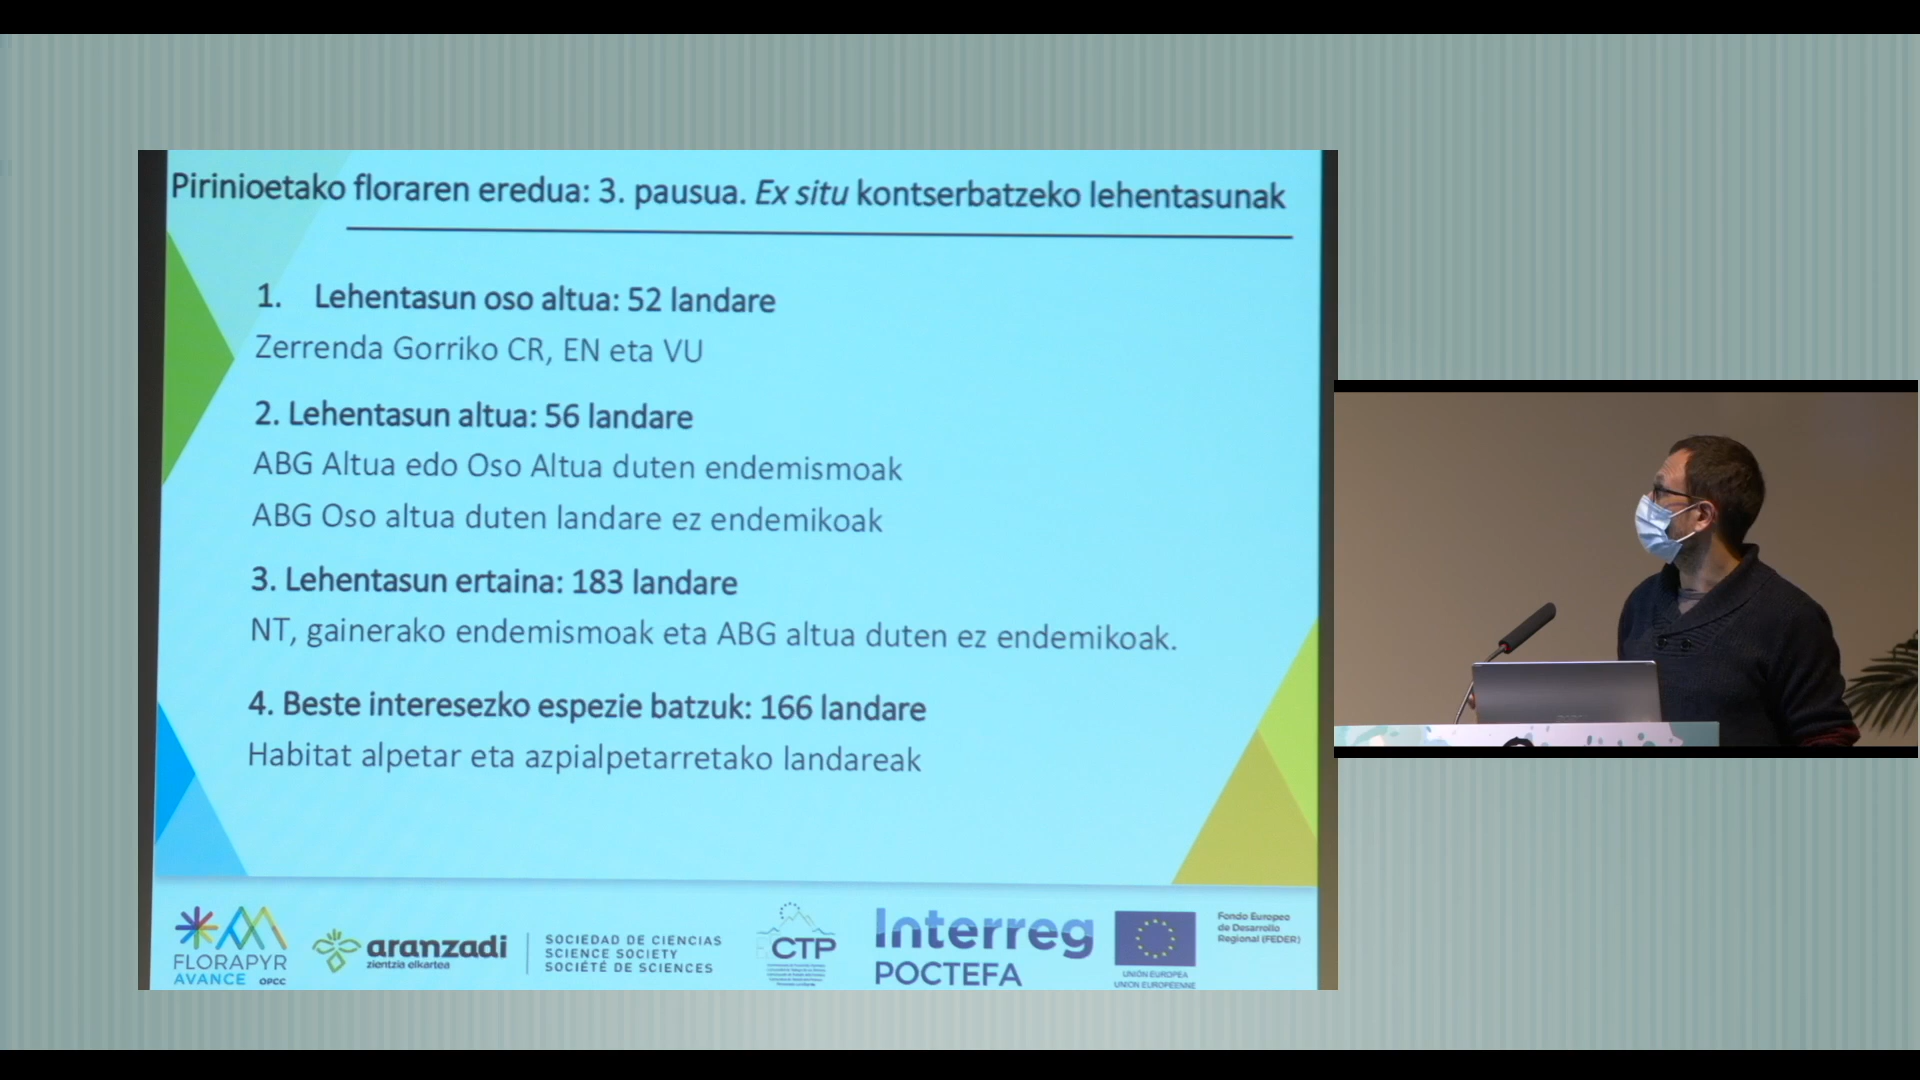 Pirinioetako floraren eredua: 3. pausua. Ex situ kontserbatzeko lehentasunak
1. Lehentasun oso altua: 52 landare
Zerrenda Gorriko CR, EN eta VU
2. Lehentasun altua: 56 landare
ABG Altua edo Oso Altua duten endemismoak
ABG Oso altua duten landare ez endemikoak
3. Lehentasun ertaina: 183 landare
NT, gainerako endemismoak eta ABG altua duten ez endemikoak.
4. Beste interesezko espezie batzuk: 166 landare
Habitat alpetar eta azpialpetarretako landareak
FLORAPYR
AVANCE OPCC
aranzadi
zientzia elkartea
SOCIEDAD DE CIENCIAS
SCIENCE SOCIETY
SOCIÉTÉ DE SCIENCES
CTP
Interreg
POCTEFA
UNIÓN EUROPEA
UNION EUROPÉENNE
Fondo Europeo
de Desarrollo
Regional (FEDER)